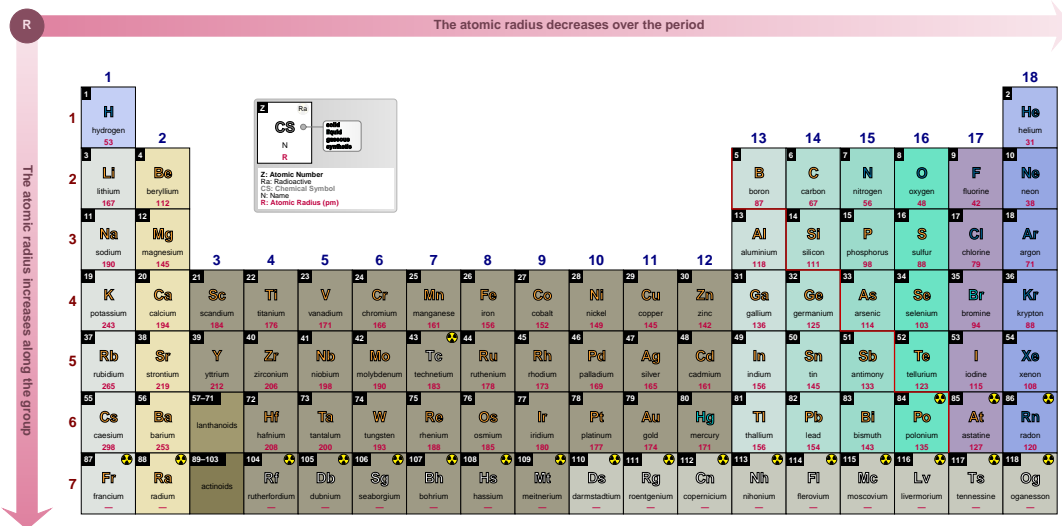 R
The atomic radius decreases over the period
The atomic radius increases along the group
1 2 3 4 5 6 7 8 9 10 11 12 13 14 15 16 17 18
1 2 3 4 5 6 7
Z Ra
CS
N
R
solid
liquid
gaseous
synthetic
Z: Atomic Number
Ra: Radioactive
CS: Chemical Symbol
N: Name
R: Atomic Radius (pm)
1 H hydrogen 53
2 He helium 31
3 Li lithium 167
4 Be beryllium 112
5 B boron 87
6 C carbon 67
7 N nitrogen 56
8 O oxygen 48
9 F fluorine 42
10 Ne neon 38
11 Na sodium 190
12 Mg magnesium 145
13 Al aluminium 118
14 Si silicon 111
15 P phosphorus 98
16 S sulfur 88
17 Cl chlorine 79
18 Ar argon 71
19 K potassium 243
20 Ca calcium 194
21 Sc scandium 184
22 Ti titanium 176
23 V vanadium 171
24 Cr chromium 166
25 Mn manganese 161
26 Fe iron 156
27 Co cobalt 152
28 Ni nickel 149
29 Cu copper 145
30 Zn zinc 142
31 Ga gallium 136
32 Ge germanium 125
33 As arsenic 114
34 Se selenium 103
35 Br bromine 94
36 Kr krypton 88
37 Rb rubidium 265
38 Sr strontium 219
39 Y yttrium 212
40 Zr zirconium 206
41 Nb niobium 198
42 Mo molybdenum 190
43 Tc technetium 183
44 Ru ruthenium 178
45 Rh rhodium 173
46 Pd palladium 169
47 Ag silver 165
48 Cd cadmium 161
49 In indium 156
50 Sn tin 145
51 Sb antimony 133
52 Te tellurium 123
53 I iodine 115
54 Xe xenon 108
55 Cs caesium 298
56 Ba barium 253
57–71 lanthanoids
72 Hf hafnium 208
73 Ta tantalum 200
74 W tungsten 193
75 Re rhenium 188
76 Os osmium 185
77 Ir iridium 180
78 Pt platinum 177
79 Au gold 174
80 Hg mercury 171
81 Tl thallium 156
82 Pb lead 154
83 Bi bismuth 143
84 Po polonium 135
85 At astatine 127
86 Rn radon 120
87 Fr francium —
88 Ra radium —
89–103 actinoids
104 Rf rutherfordium —
105 Db dubnium —
106 Sg seaborgium —
107 Bh bohrium —
108 Hs hassium —
109 Mt meitnerium —
110 Ds darmstadtium —
111 Rg roentgenium —
112 Cn copernicium —
113 Nh nihonium —
114 Fl flerovium —
115 Mc moscovium —
116 Lv livermorium —
117 Ts tennessine —
118 Og oganesson —